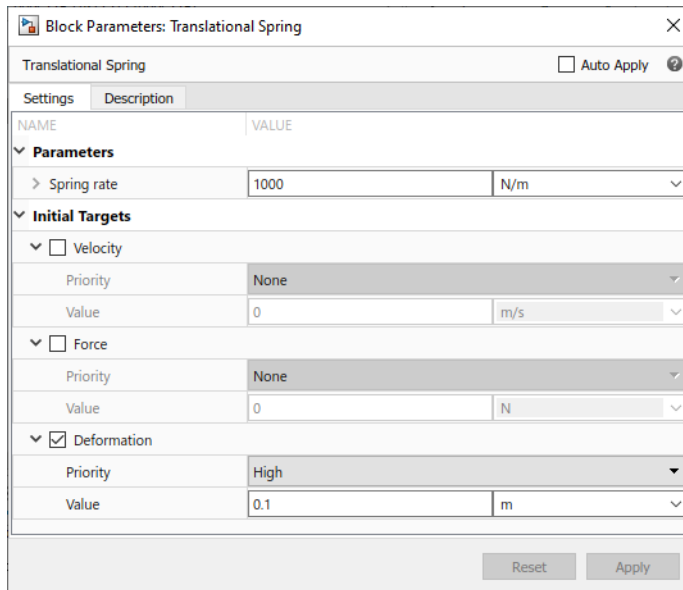 Block Parameters: Translational Spring
Translational Spring Auto Apply
Settings Description
NAME VALUE
Parameters
Spring rate 1000 N/m
Initial Targets
Velocity
Priority None
Value 0 m/s
Force
Priority None
Value 0 N
Deformation
Priority High
Value 0.1 m
Reset Apply